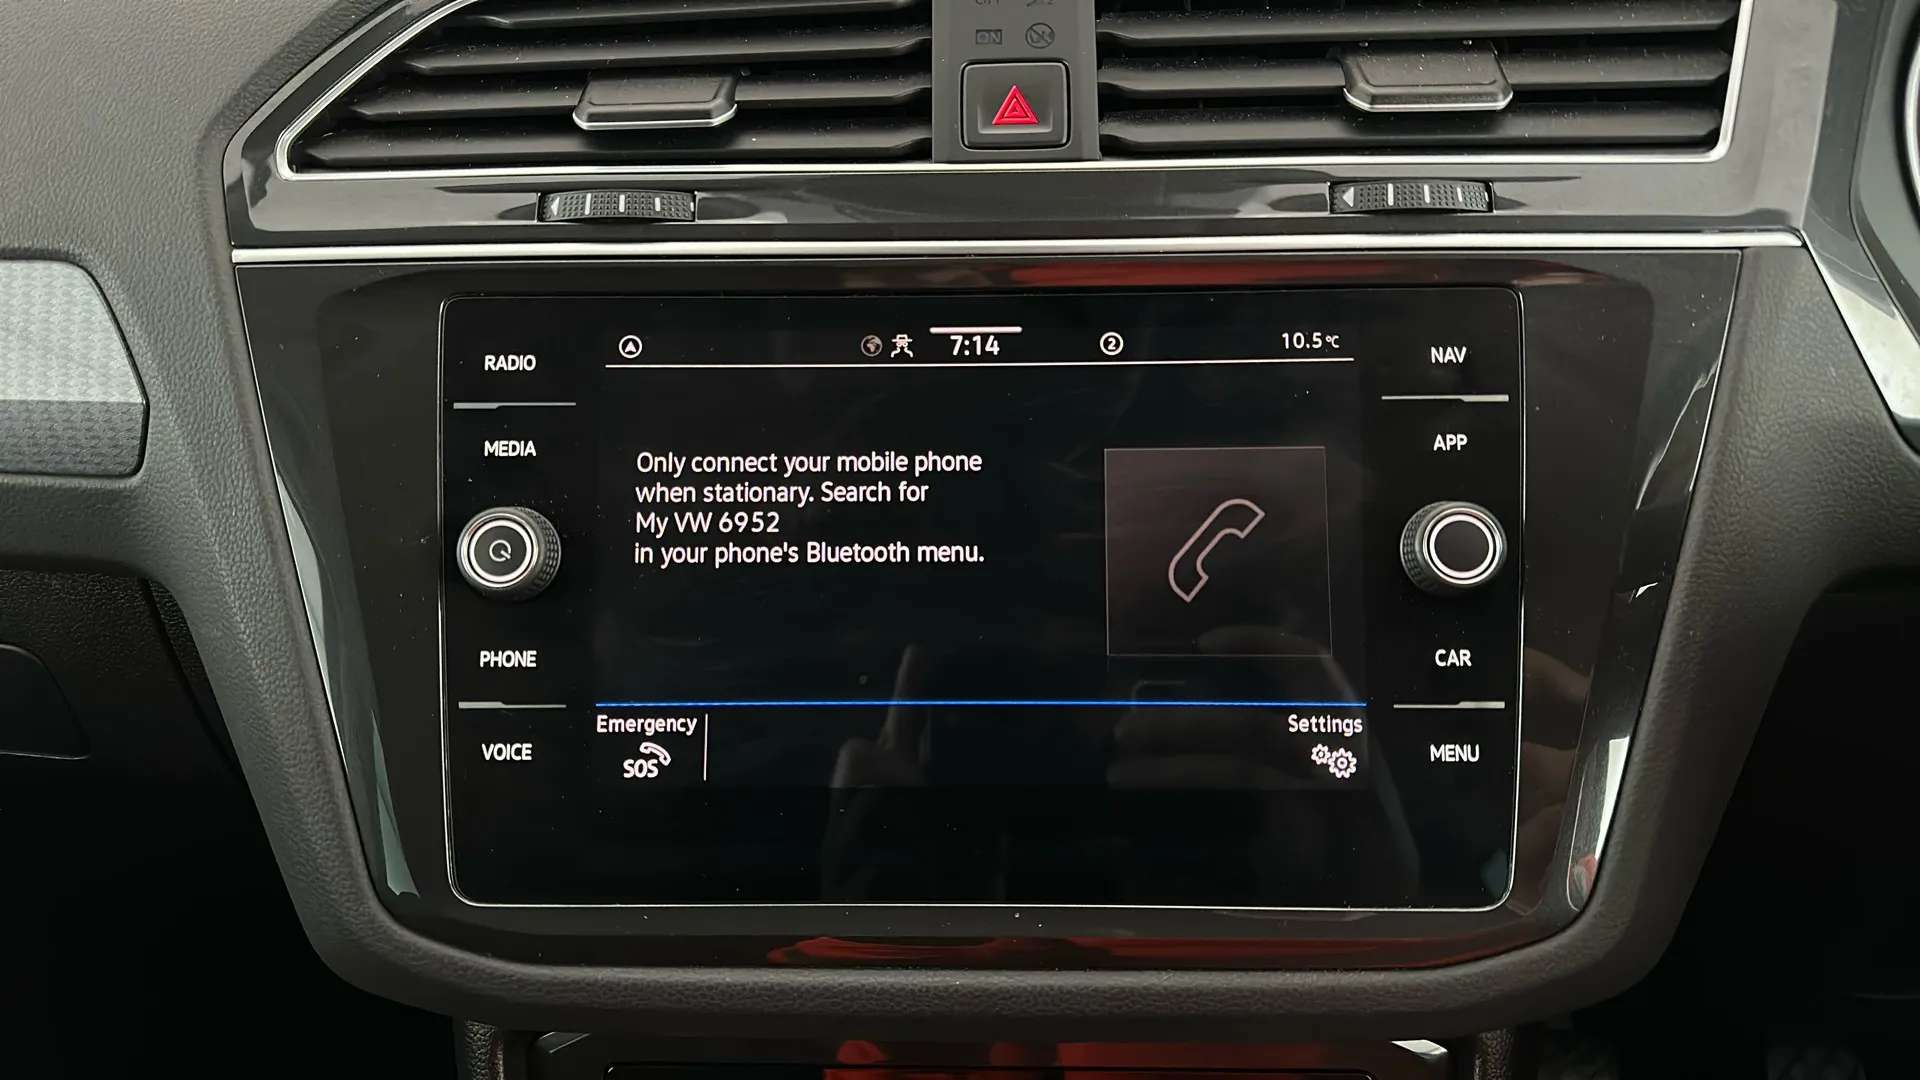 ON
RADIO
MEDIA
PHONE
VOICE
7:14
2
10.5°C
Only connect your mobile phone
when stationary. Search for
My VW 6952
in your phone's Bluetooth menu.
Emergency
SOS
Settings
NAV
APP
CAR
MENU